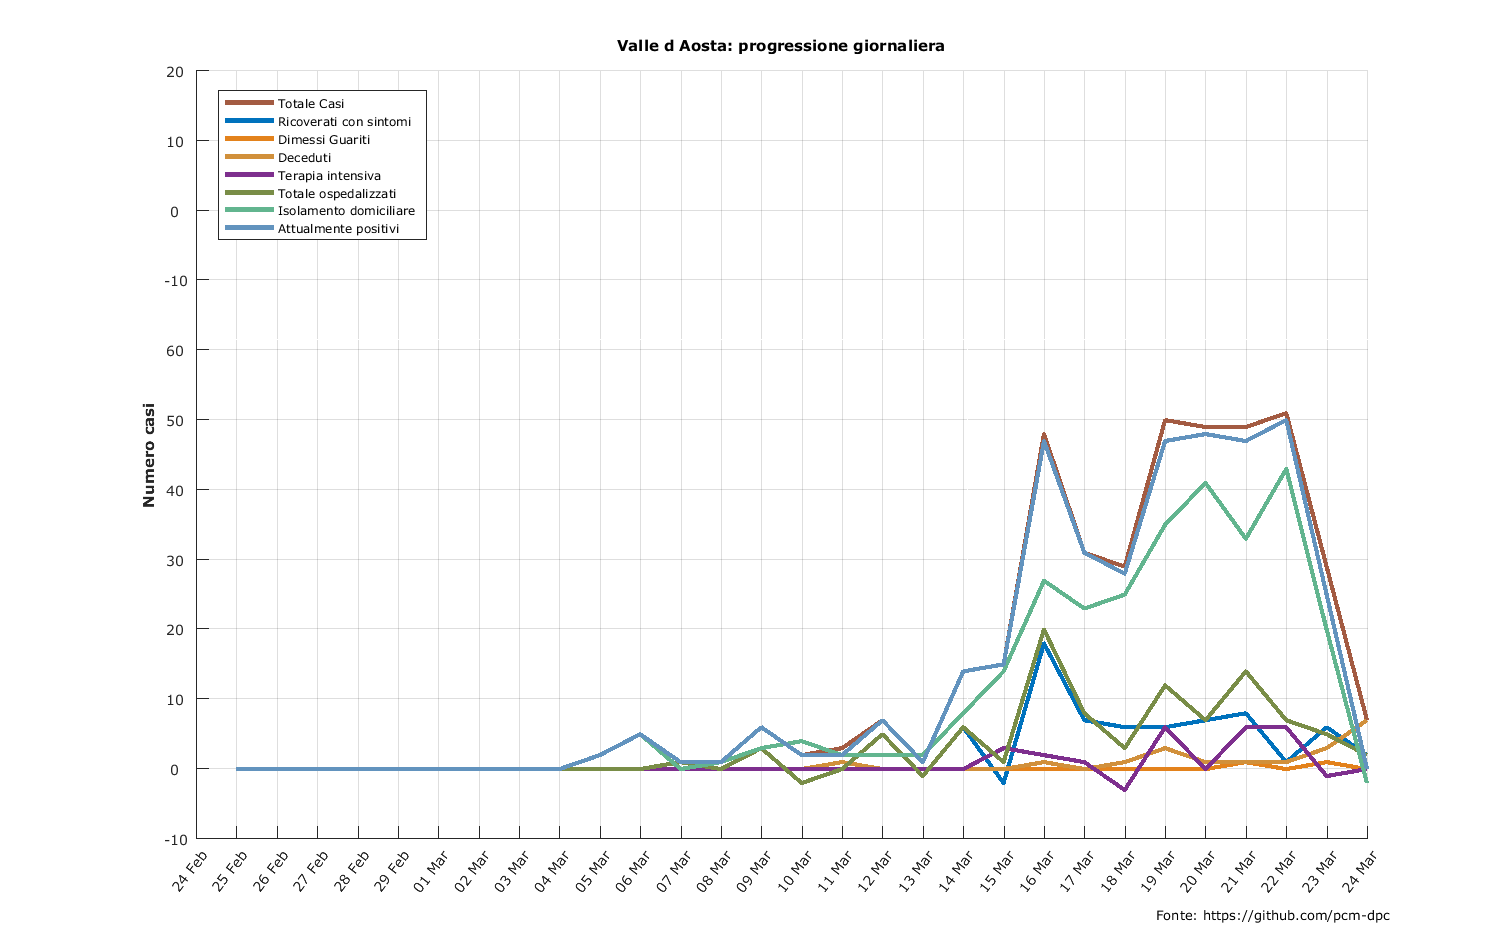 Valle d Aosta: progressione giornaliera
20
10
0
-10
60
50
40
30
20
10
0
-10
Numero casi
Totale Casi
Ricoverati con sintomi
Dimessi Guariti
Deceduti
Terapia intensiva
Totale ospedalizzati
Isolamento domiciliare
Attualmente positivi
24 Feb
25 Feb
26 Feb
27 Feb
28 Feb
29 Feb
01 Mar
02 Mar
03 Mar
04 Mar
05 Mar
06 Mar
07 Mar
08 Mar
09 Mar
10 Mar
11 Mar
12 Mar
13 Mar
14 Mar
15 Mar
16 Mar
17 Mar
18 Mar
19 Mar
20 Mar
21 Mar
22 Mar
23 Mar
24 Mar
Fonte: https://github.com/pcm-dpc